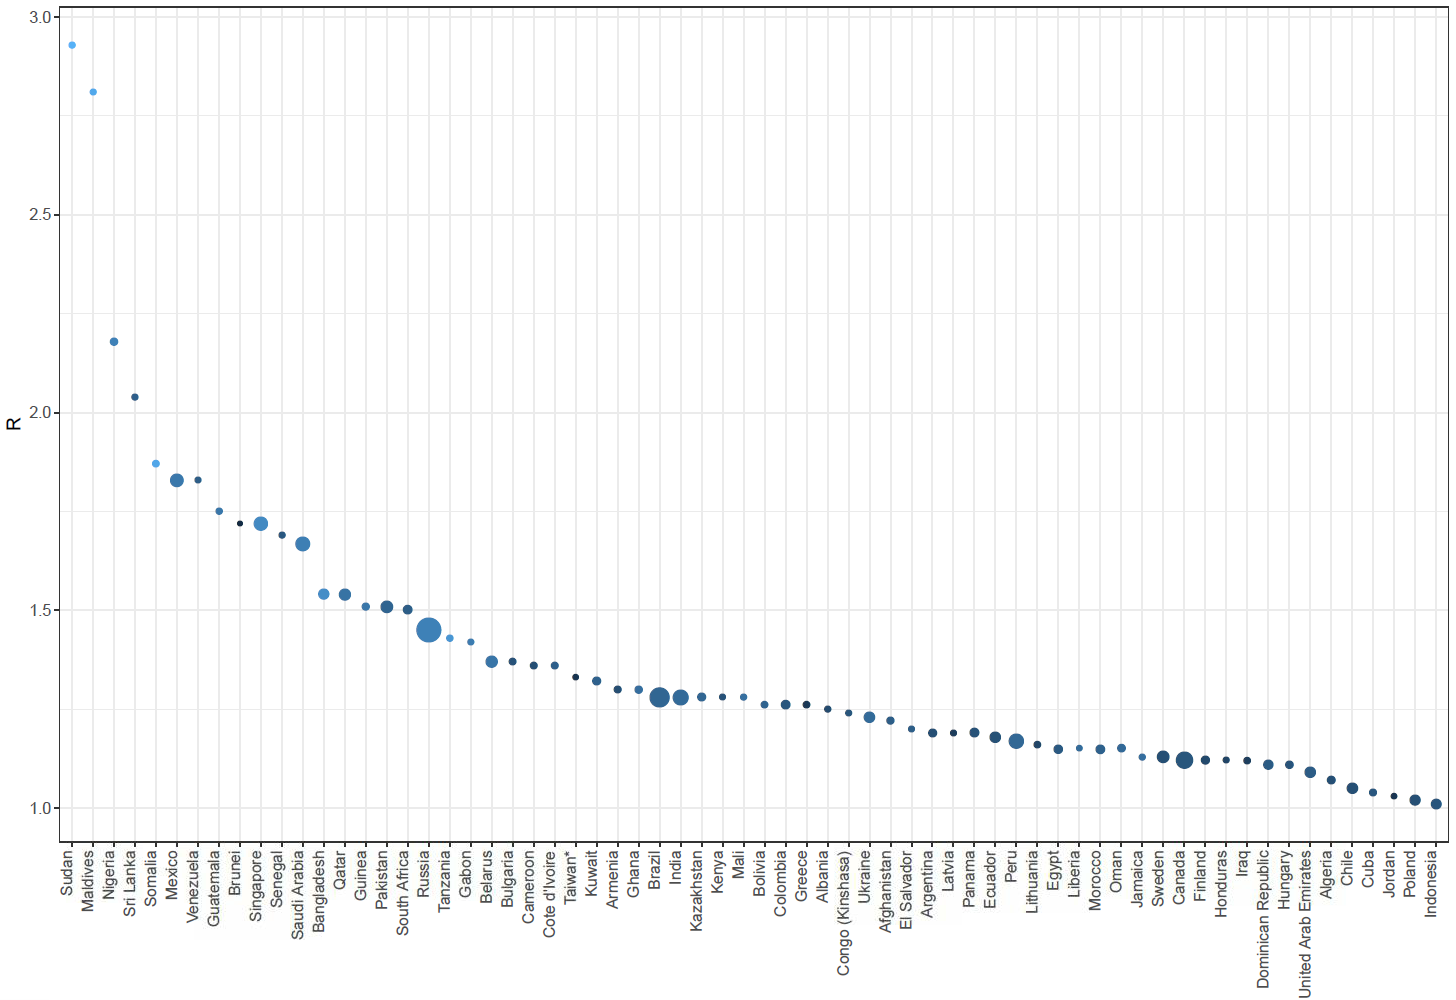 3.0
2.5
2.0
1.5
1.0
R
Sudan
Maldives
Nigeria
Sri Lanka
Somalia
Mexico
Venezuela
Guatemala
Brunei
Singapore
Senegal
Saudi Arabia
Bangladesh
Qatar
Guinea
Pakistan
South Africa
Russia
Tanzania
Gabon
Belarus
Bulgaria
Cameroon
Cote d'Ivoire
Taiwan*
Kuwait
Armenia
Ghana
Brazil
India
Kazakhstan
Kenya
Mali
Bolivia
Colombia
Greece
Albania
Congo (Kinshasa)
Ukraine
Afghanistan
El Salvador
Argentina
Latvia
Panama
Ecuador
Peru
Lithuania
Egypt
Liberia
Morocco
Oman
Jamaica
Sweden
Canada
Finland
Honduras
Iraq
Dominican Republic
Hungary
United Arab Emirates
Algeria
Chile
Cuba
Jordan
Poland
Indonesia